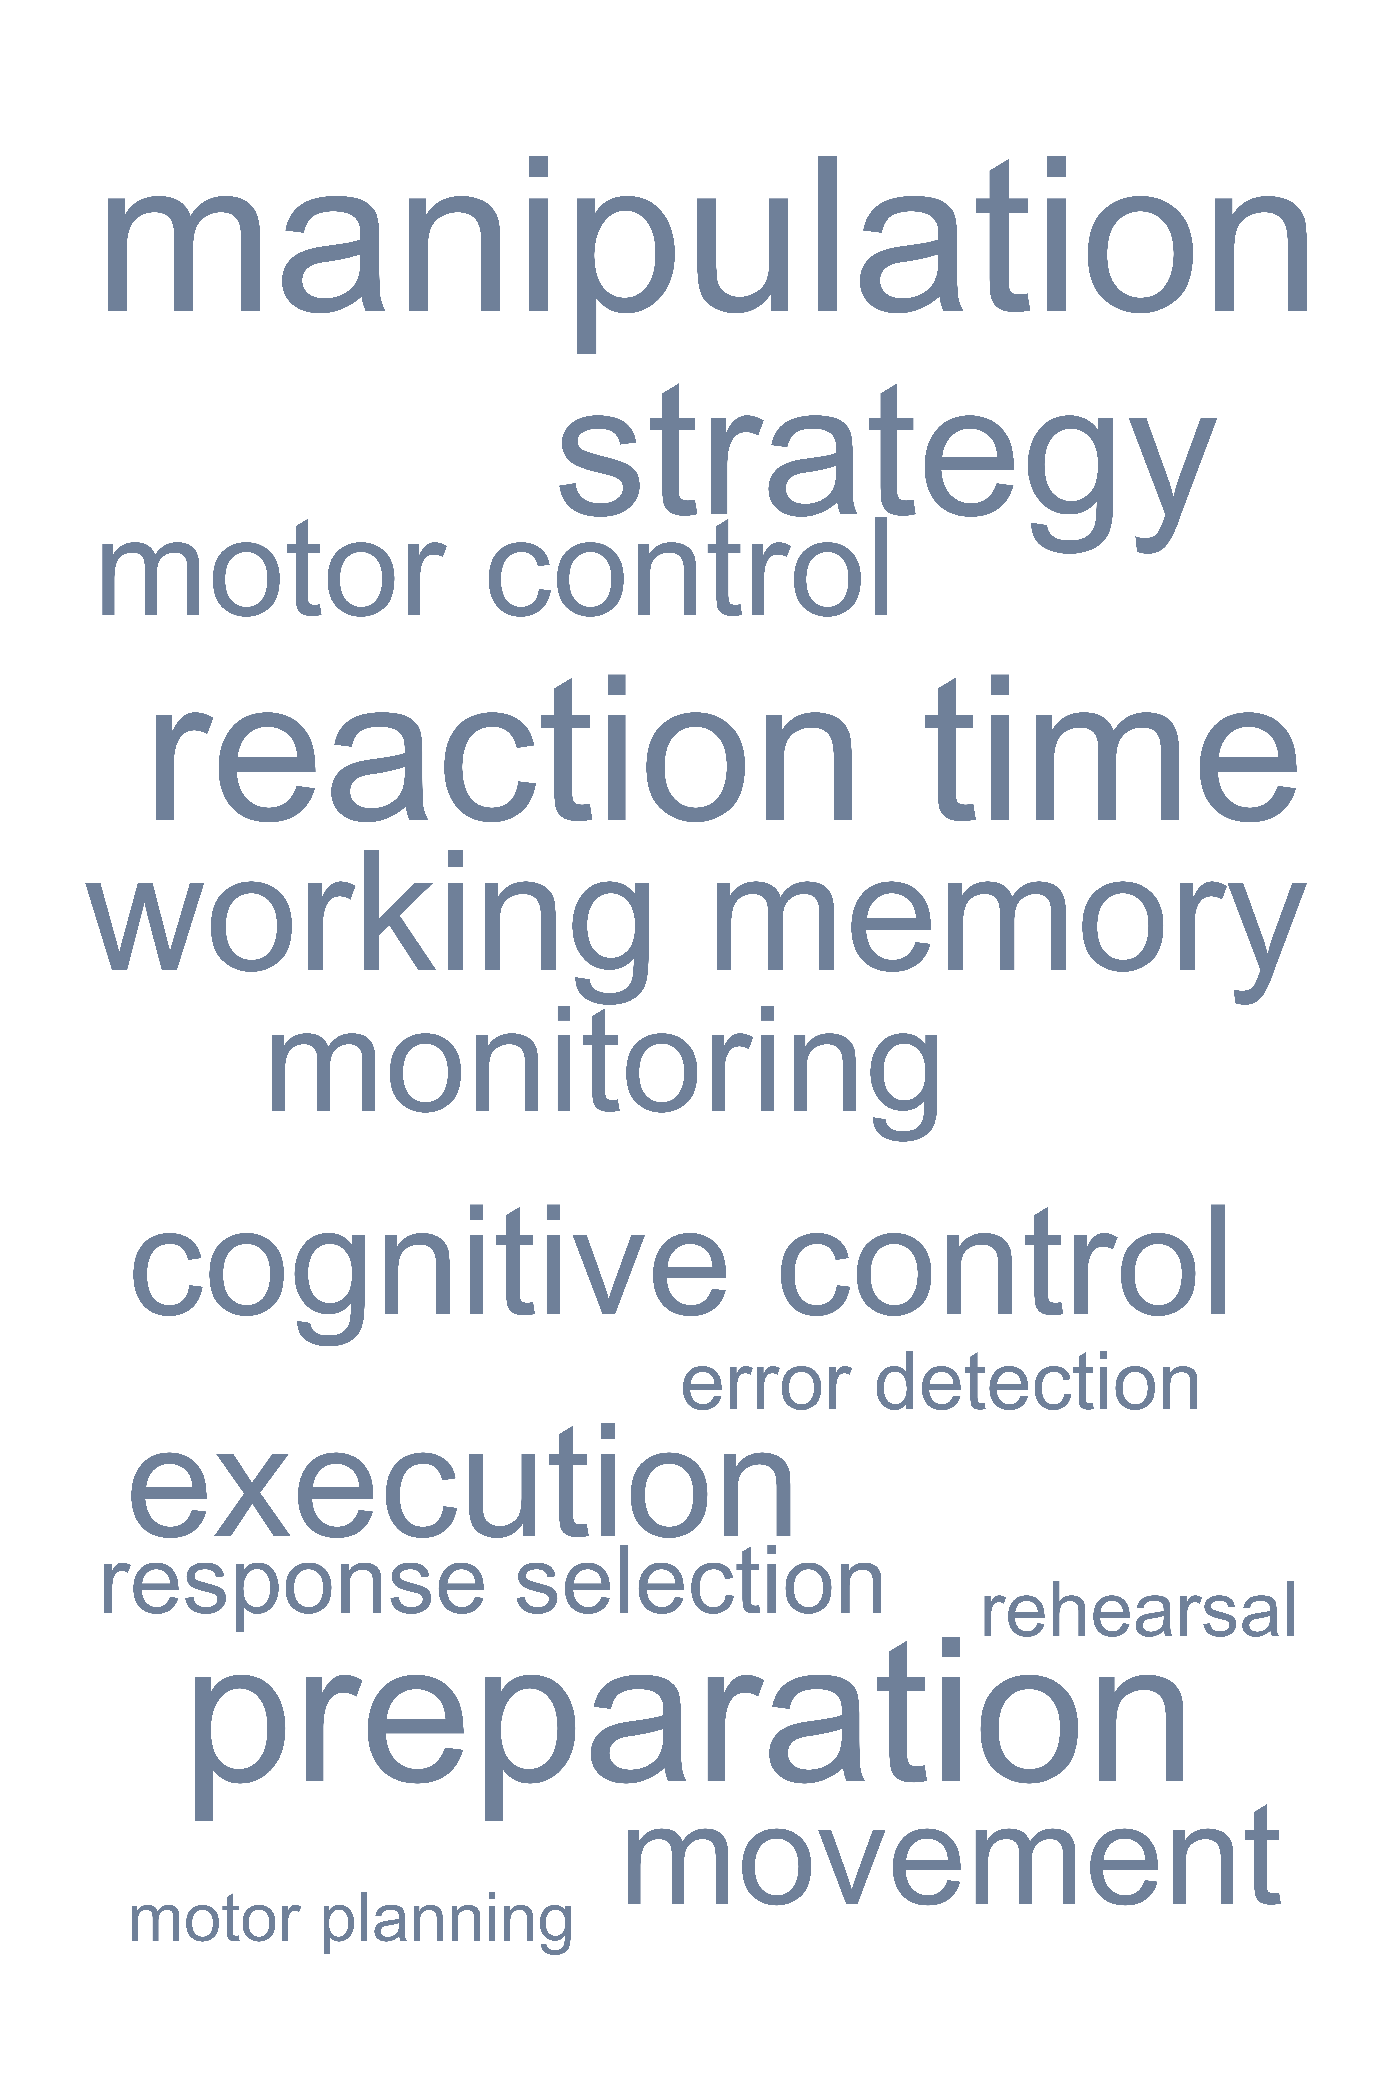 manipulation
strategy
motor control
reaction time
working memory
monitoring
cognitive control
error detection
execution
response selection
rehearsal
preparation
movement
motor planning